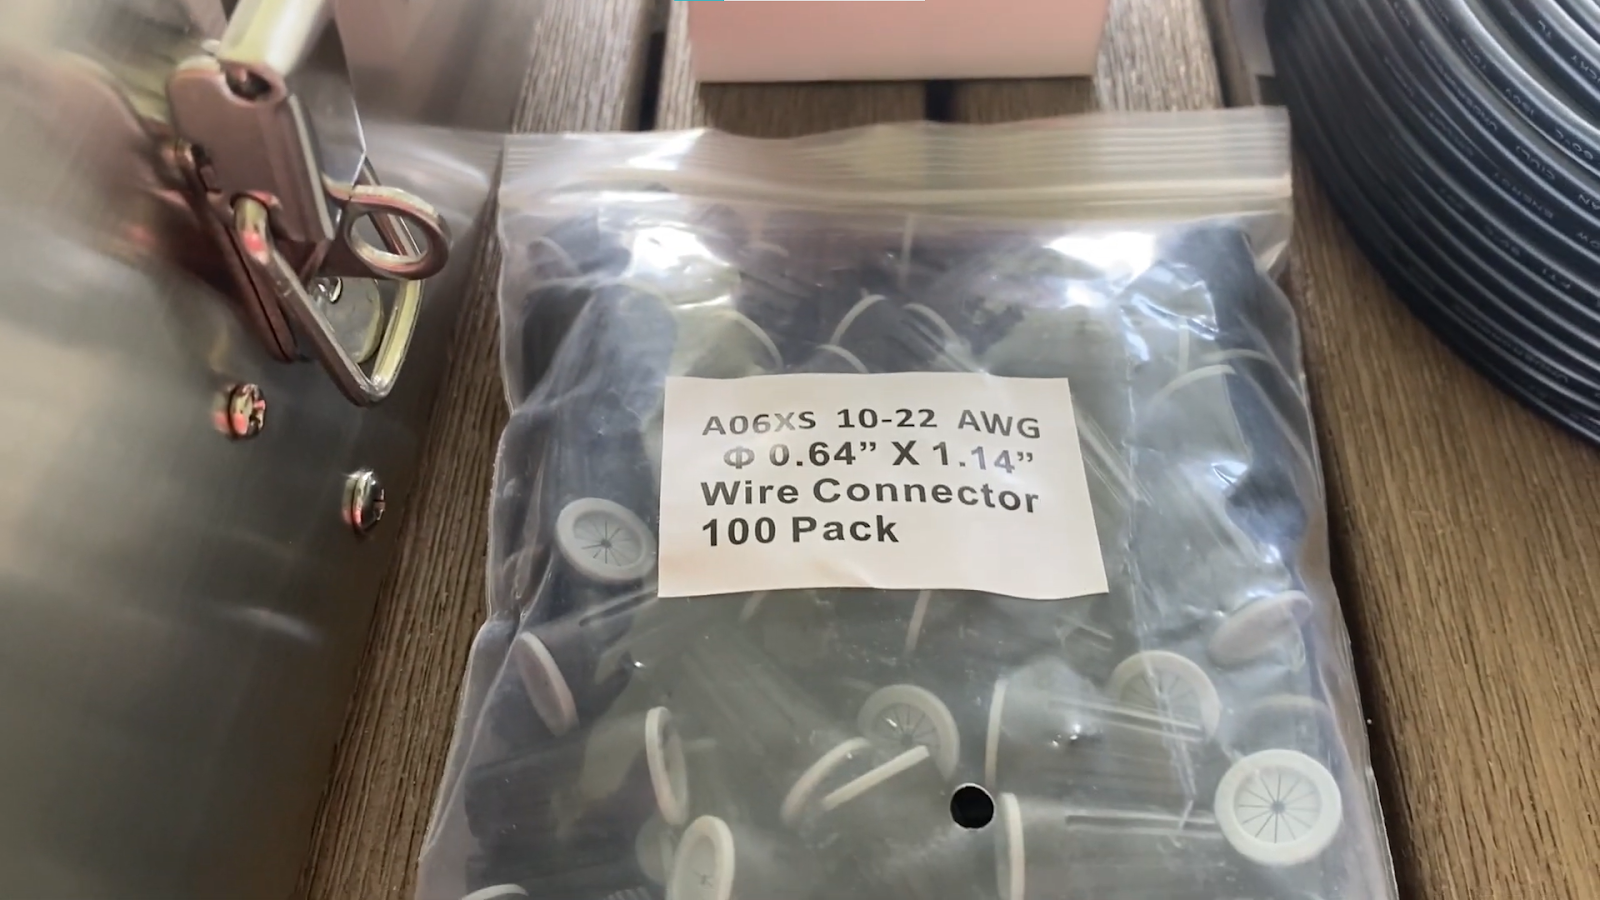 A06XS 10-22 AWG
Φ 0.64” X 1.14”
Wire Connector
100 Pack